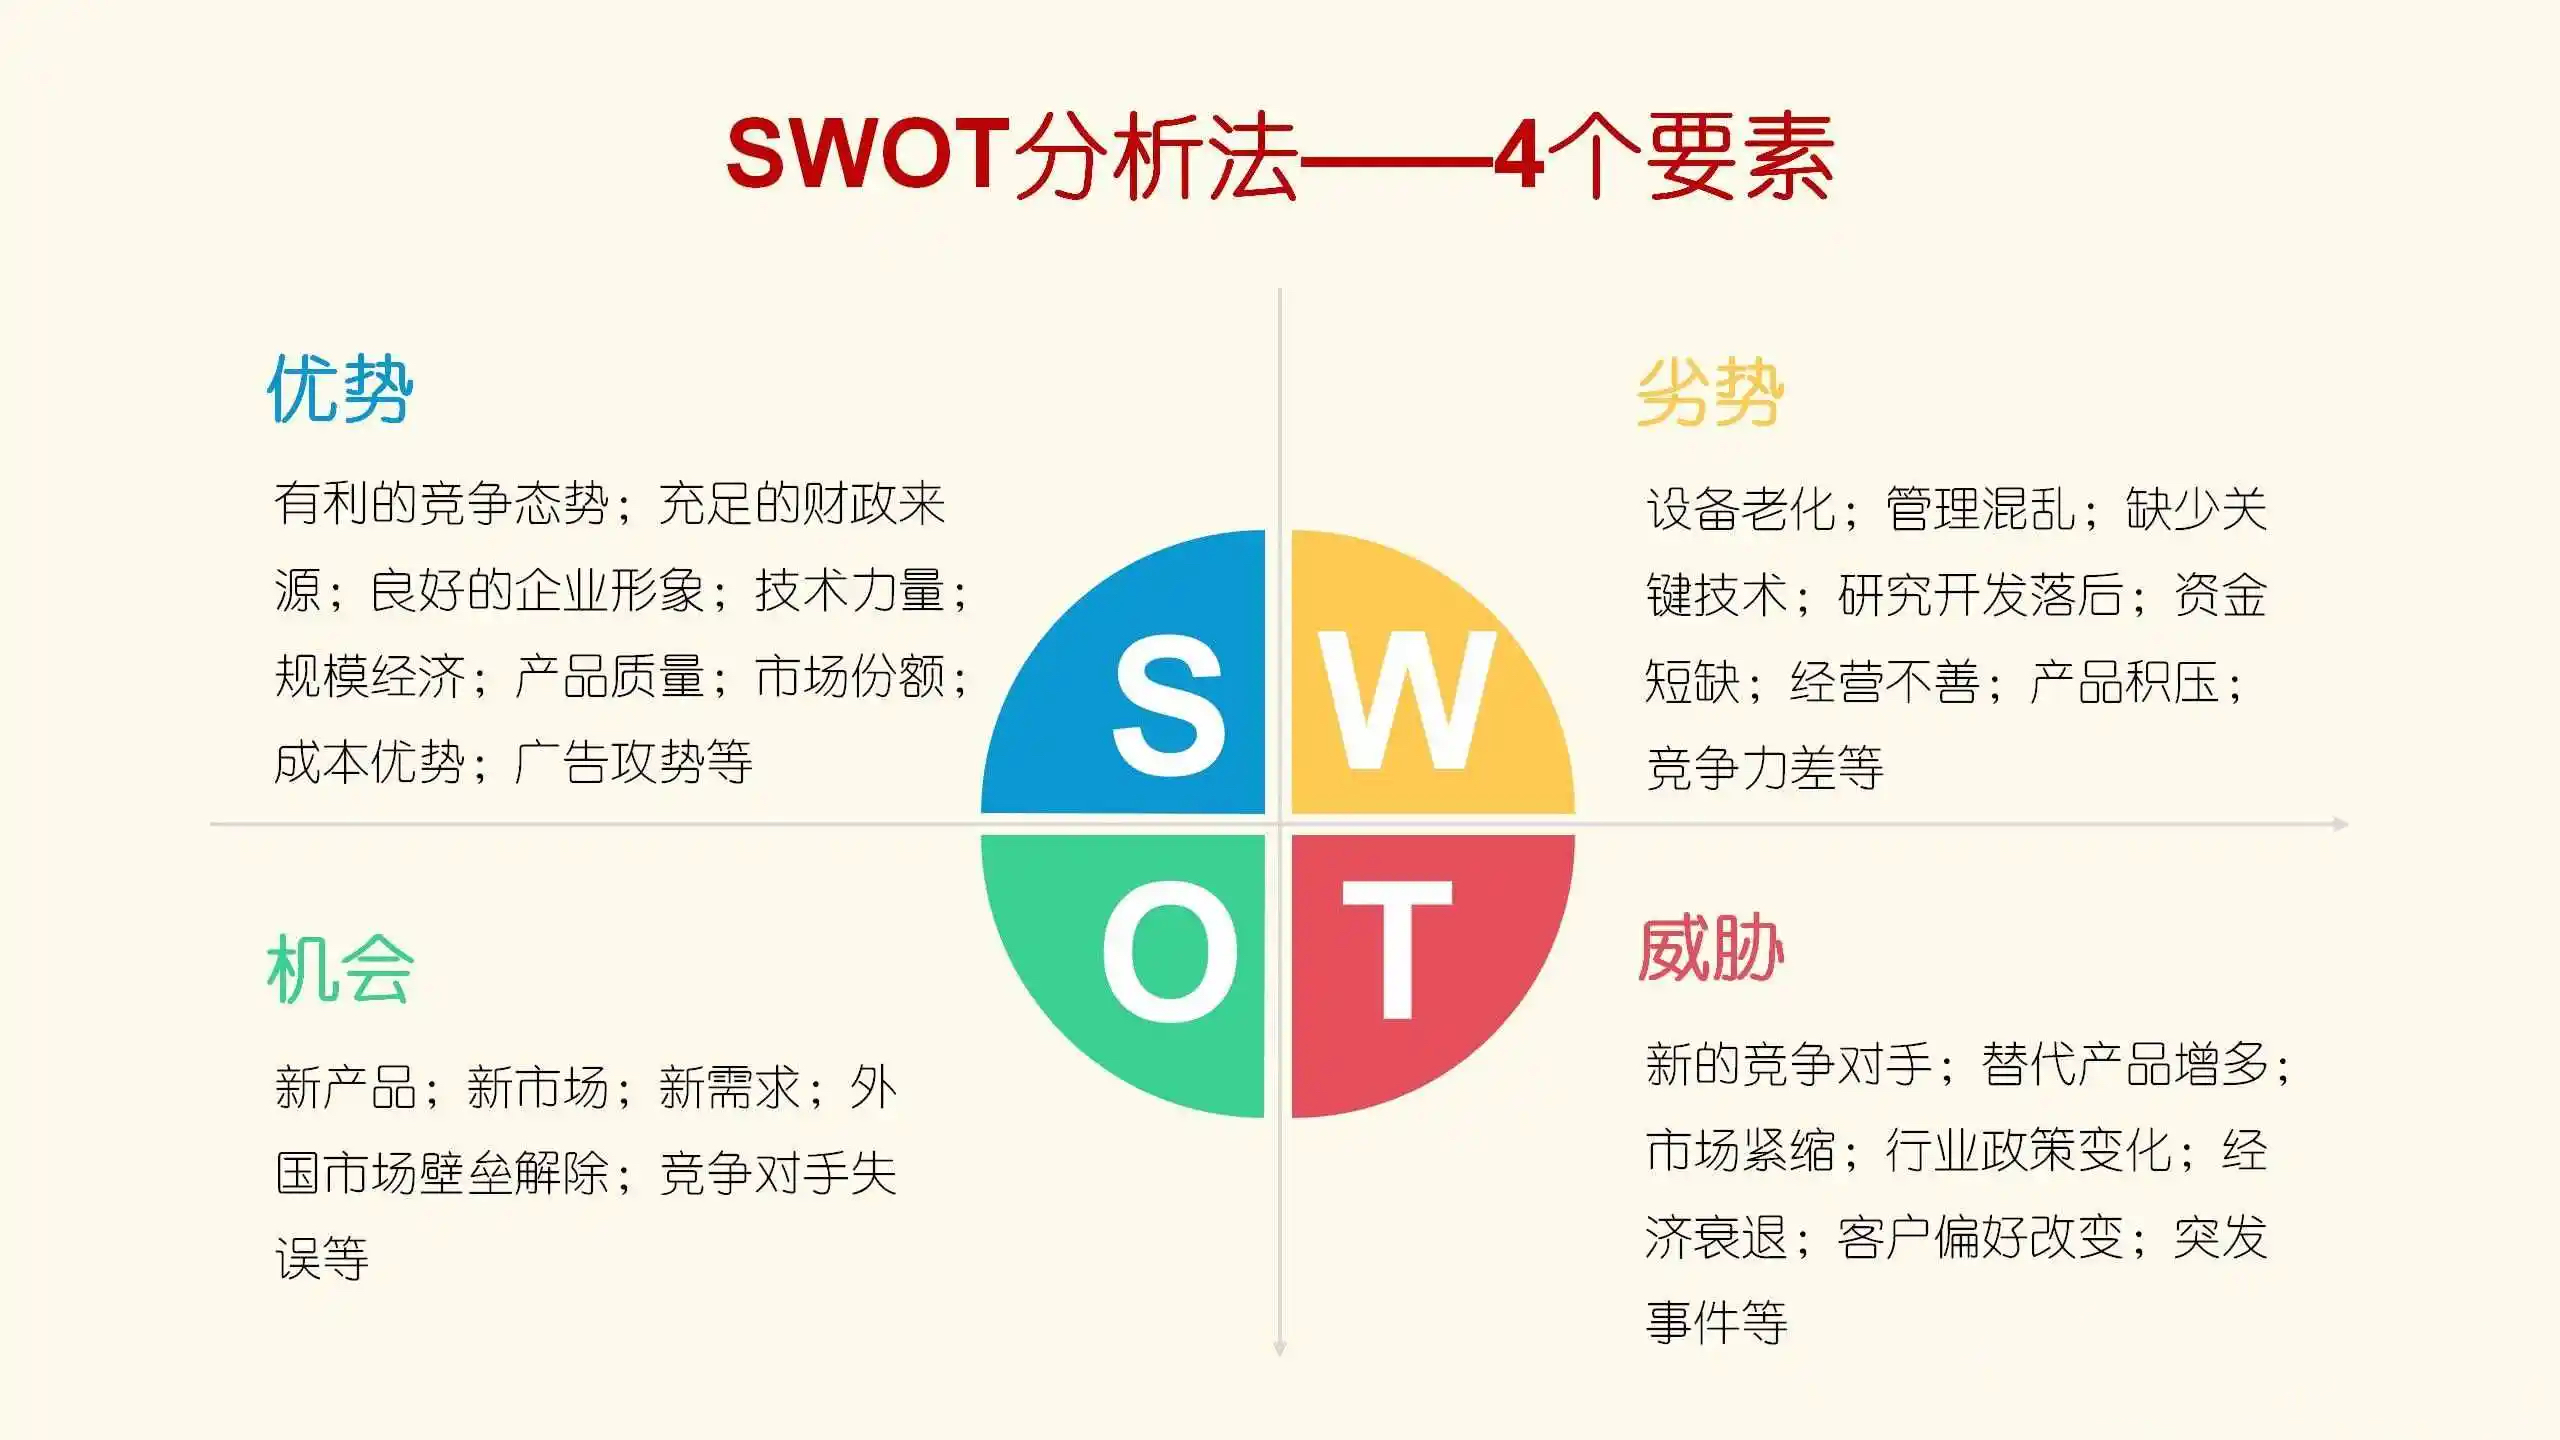 SWOT分析法——4个要素
优势
有利的竞争态势；充足的财政来
源；良好的企业形象；技术力量；
规模经济；产品质量；市场份额；
成本优势；广告攻势等
劣势
设备老化；管理混乱；缺少关
键技术；研究开发落后；资金
短缺；经营不善；产品积压；
竞争力差等
S W
O T
机会
新产品；新市场；新需求；外
国市场壁垒解除；竞争对手失
误等
威胁
新的竞争对手；替代产品增多；
市场紧缩；行业政策变化；经
济衰退；客户偏好改变；突发
事件等